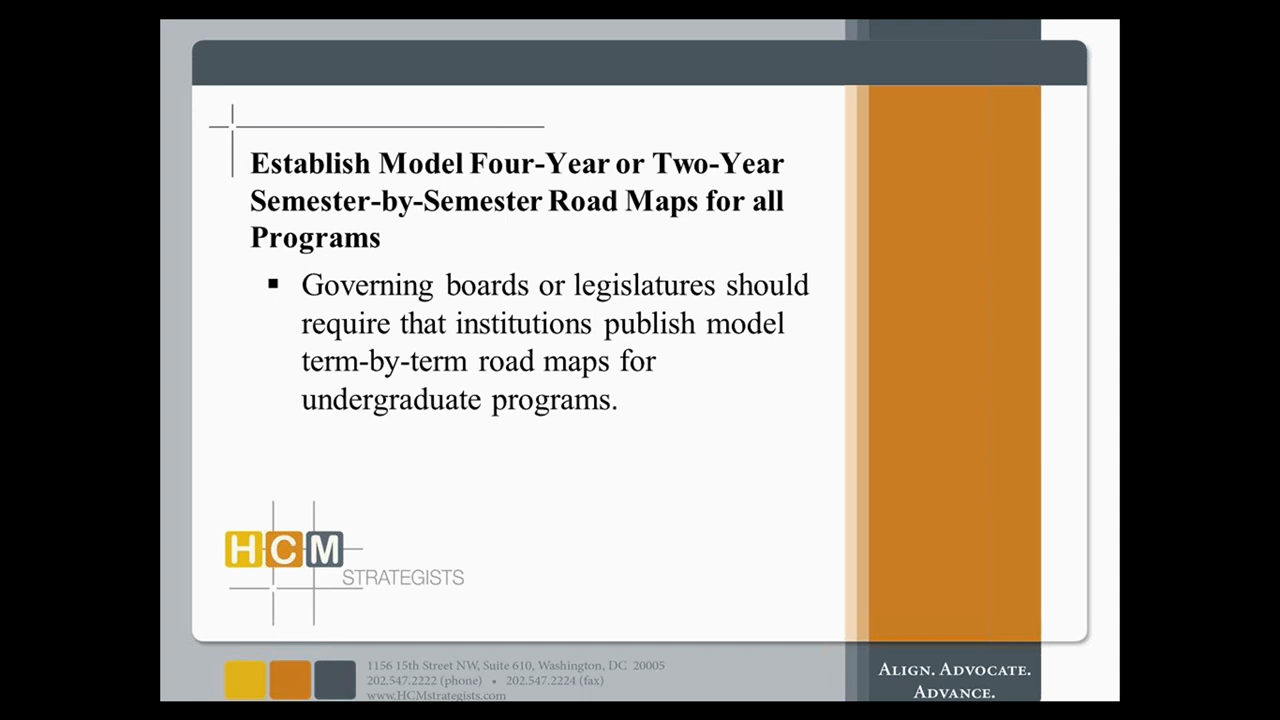 Establish Model Four-Year or Two-Year
Semester-by-Semester Road Maps for all
Programs
▪ Governing boards or legislatures should
require that institutions publish model
term-by-term road maps for
undergraduate programs.
HCM
STRATEGISTS
1156 15th Street NW, Suite 610, Washington, DC 20005
202.547.2222 (phone) • 202.547.2224 (fax)
www.HCMstrategists.com
ALIGN. ADVOCATE.
ADVANCE.